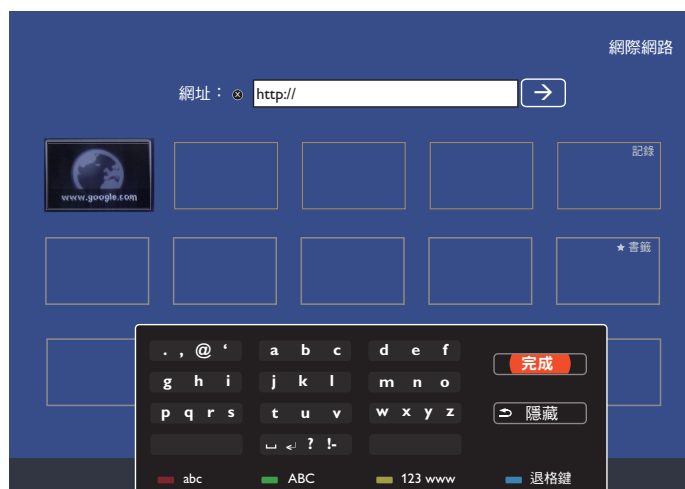 網際網路
網址： ⊗ http:// →
記錄
www.google.com
★ 書籤
. , @ ‘ a b c d e f
完成
g h i j k l m n o
p q r s t u v w x y z
隱藏
␣ ↵ ? !-
abc ABC 123 www 退格鍵